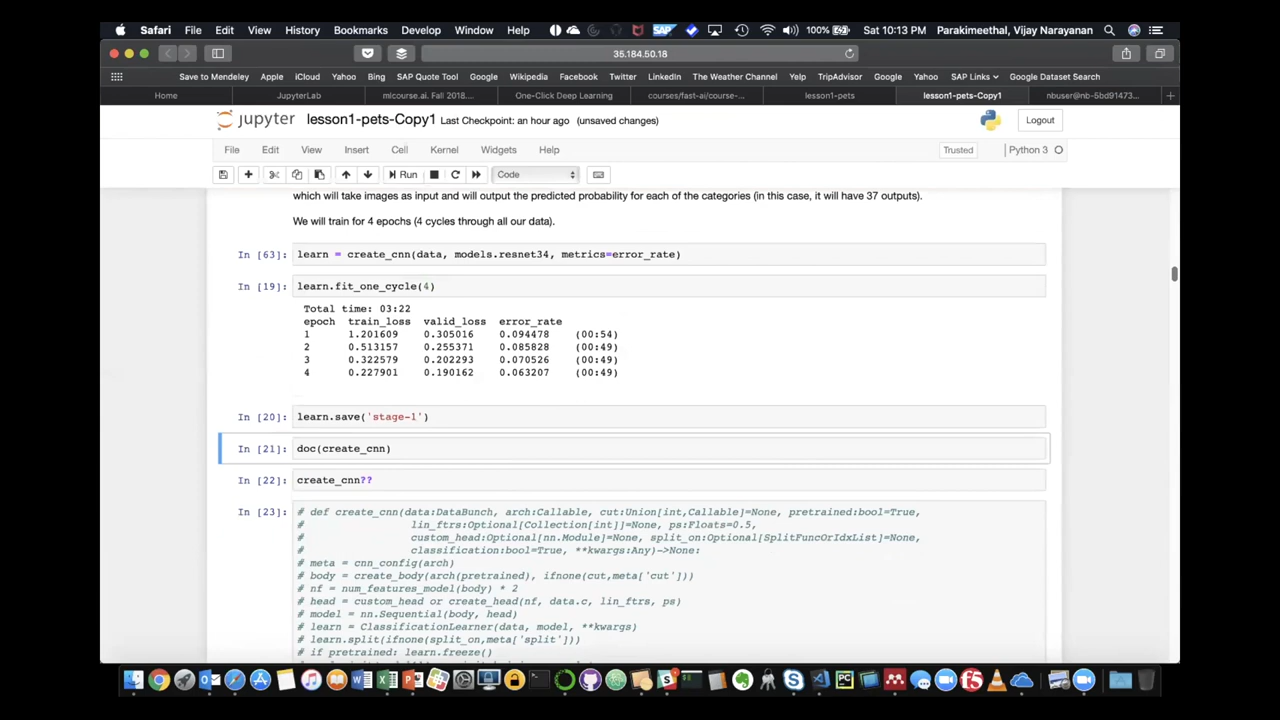 Safari File Edit View History Bookmarks Develop Window Help 100% Sat 10:13 PM Parakimeethal, Vijay Narayanan
35.184.50.18
Save to Mendeley Apple iCloud Yahoo Bing SAP Quote Tool Google Wikipedia Facebook Twitter LinkedIn The Weather Channel Yelp TripAdvisor Google Yahoo SAP Links Google Dataset Search
Home JupyterLab mlcourse.ai. Fall 2018... One-Click Deep Learning courses/fast-ai/course-... lesson1-pets lesson1-pets-Copy1 nbuser@nb-5bd91473...
jupyter lesson1-pets-Copy1 Last Checkpoint: an hour ago (unsaved changes) Logout
File Edit View Insert Cell Kernel Widgets Help Trusted Python 3
Run Code
which will take images as input and will output the predicted probability for each of the categories (in this case, it will have 37 outputs).
We will train for 4 epochs (4 cycles through all our data).
In [63]: learn = create_cnn(data, models.resnet34, metrics=error_rate)
In [19]: learn.fit_one_cycle(4)
Total time: 03:22
epoch train_loss valid_loss error_rate
1 1.201609 0.305016 0.094478 (00:54)
2 0.513157 0.255371 0.085828 (00:49)
3 0.322579 0.202293 0.070526 (00:49)
4 0.227901 0.190162 0.063207 (00:49)
In [20]: learn.save('stage-1')
In [21]: doc(create_cnn)
In [22]: create_cnn??
In [23]: # def create_cnn(data:DataBunch, arch:Callable, cut:Union[int,Callable]=None, pretrained:bool=True,
# lin_ftrs:Optional[Collection[int]]=None, ps:Floats=0.5,
# custom_head:Optional[nn.Module]=None, split_on:Optional[SplitFuncOrIdxList]=None,
# classification:bool=True, **kwargs:Any)->None:
# meta = cnn_config(arch)
# body = create_body(arch(pretrained), ifnone(cut,meta['cut']))
# nf = num_features_model(body) * 2
# head = custom_head or create_head(nf, data.c, lin_ftrs, ps)
# model = nn.Sequential(body, head)
# learn = ClassificationLearner(data, model, **kwargs)
# learn.split(ifnone(split_on,meta['split']))
# if pretrained: learn.freeze()